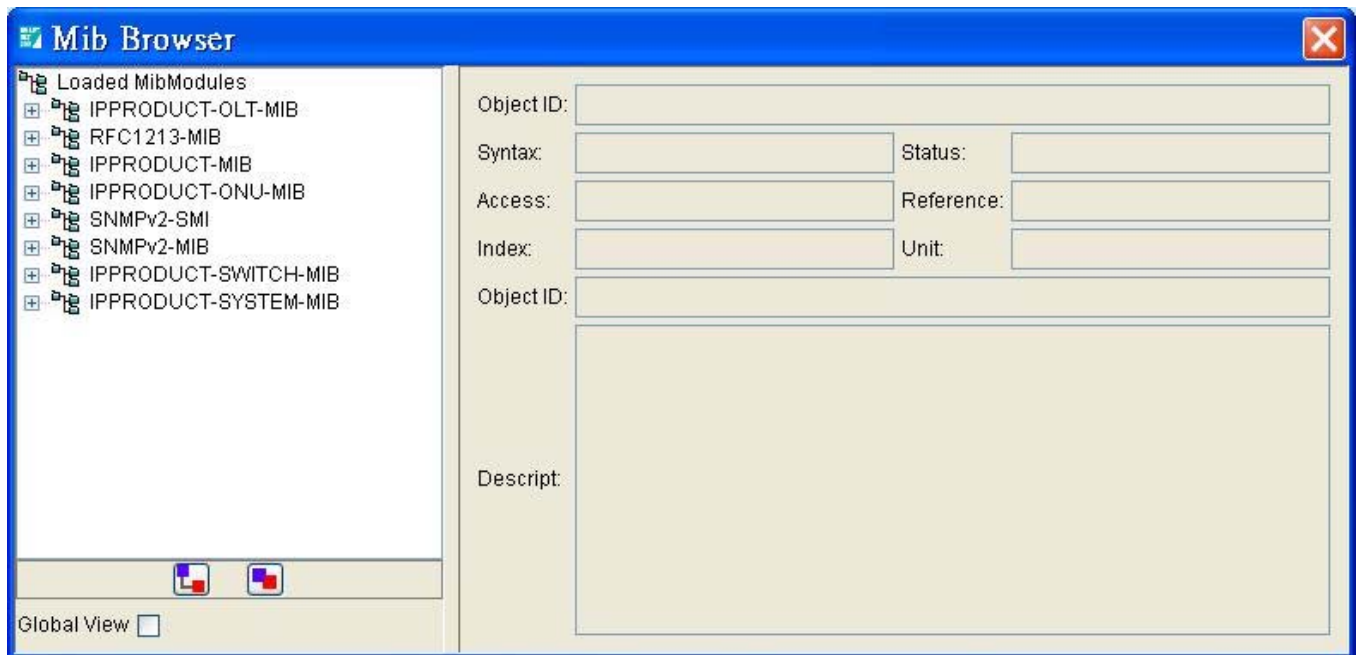 Mib Browser
Loaded MibModules
IPPRODUCT-OLT-MIB
RFC1213-MIB
IPPRODUCT-MIB
IPPRODUCT-ONU-MIB
SNMPv2-SMI
SNMPv2-MIB
IPPRODUCT-SWITCH-MIB
IPPRODUCT-SYSTEM-MIB
Global View
Object ID:
Syntax: Status:
Access: Reference:
Index: Unit:
Object ID:
Descript: